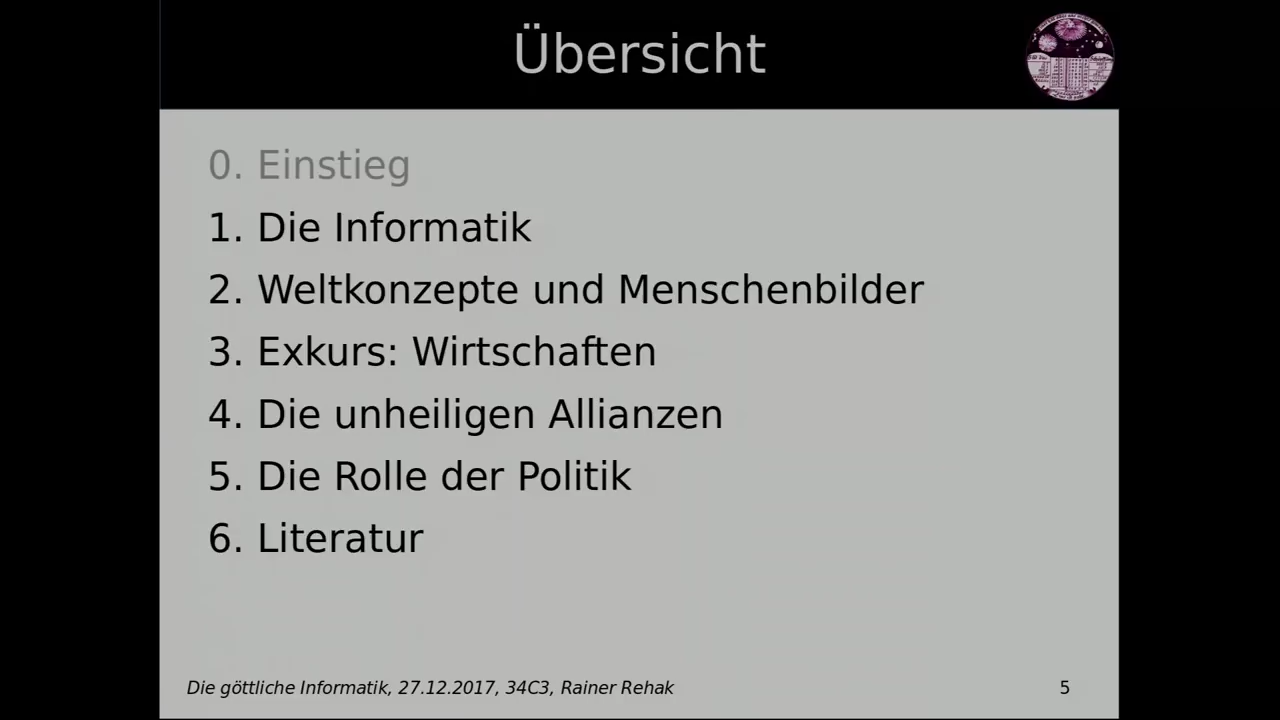 Übersicht
0. Einstieg
1. Die Informatik
2. Weltkonzepte und Menschenbilder
3. Exkurs: Wirtschaften
4. Die unheiligen Allianzen
5. Die Rolle der Politik
6. Literatur
Die göttliche Informatik, 27.12.2017, 34C3, Rainer Rehak
5